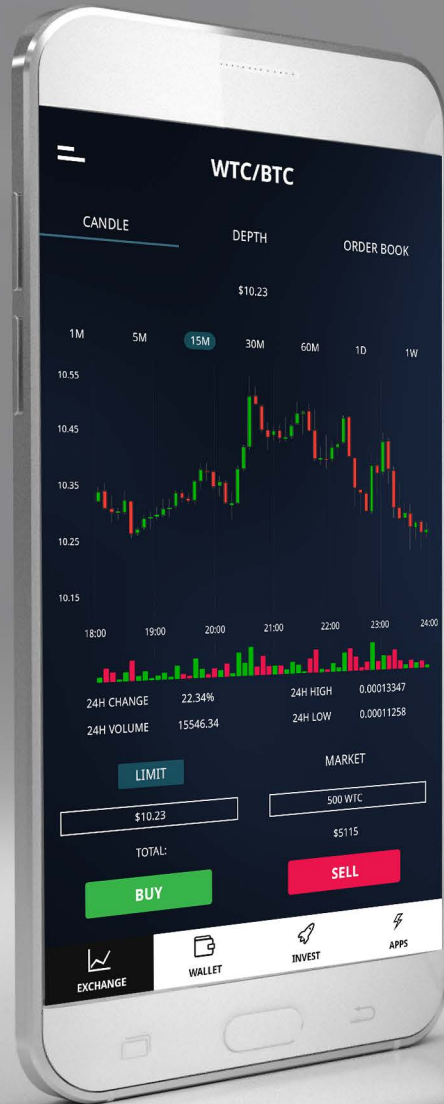 WTC/BTC
CANDLE DEPTH ORDER BOOK
$10.23
1M 5M 15M 30M 60M 1D 1W
10.55
10.45
10.35
10.25
10.15
18:00 19:00 20:00 21:00 22:00 23:00 24:00
24H CHANGE 22.34% 24H HIGH 0.00013347
24H VOLUME 15546.34 24H LOW 0.00011258
LIMIT MARKET
$10.23 500 WTC
TOTAL: $5115
BUY SELL
EXCHANGE WALLET INVEST APPS